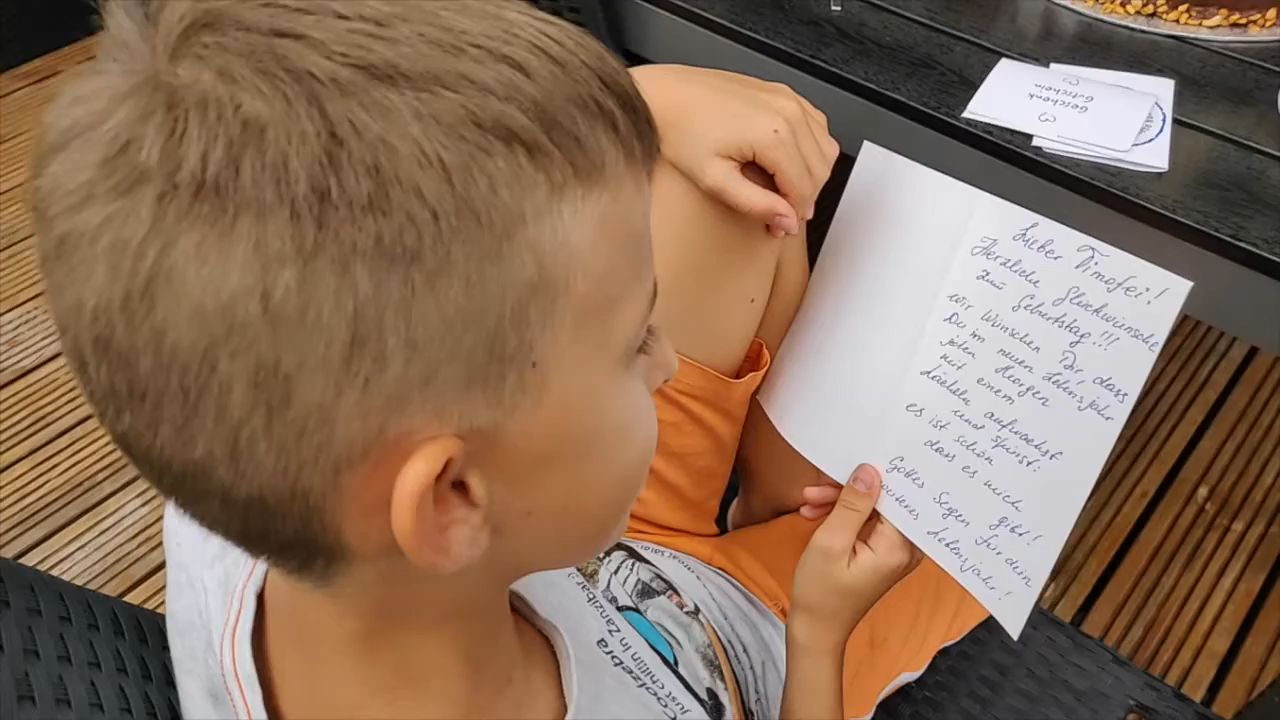 Lieber Timofei!
Herzliche Glückwünsche
zum Geburtstag!!!
wir wünschen Dir, dass
Du im neuen Lebensjahr
jeden Morgen
mit einem
Lächeln aufwachst
und spürst:
es ist schön
dass es mich
gibt!
Gottes Segen für dein
weiteres Lebensjahr!
Geschenk
Gutschein
Coolzebra
just chillin in Zanzibar